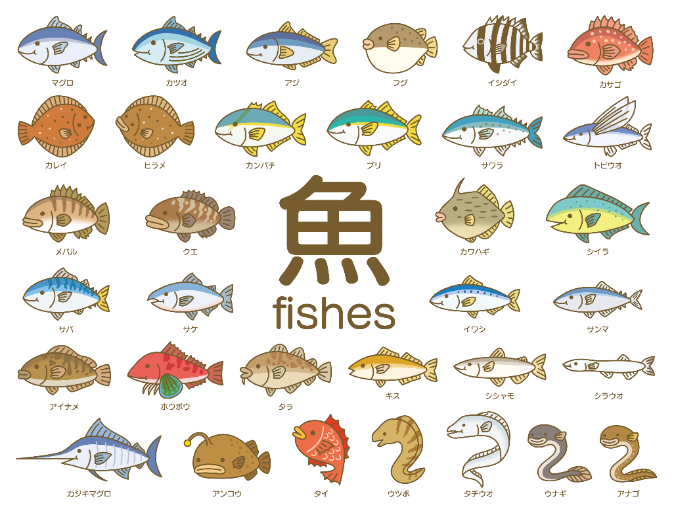 マグロ
カツオ
アジ
フグ
イシダイ
カサゴ
カレイ
ヒラメ
カンパチ
ブリ
サワラ
トビウオ
魚
fishes
メバル
クエ
カワハギ
シイラ
サバ
サケ
イワシ
サンマ
アイナメ
ホウボウ
タラ
キス
シシャモ
シラウオ
カジキマグロ
アンコウ
タイ
ウツボ
タチウオ
ウナギ
アナゴ